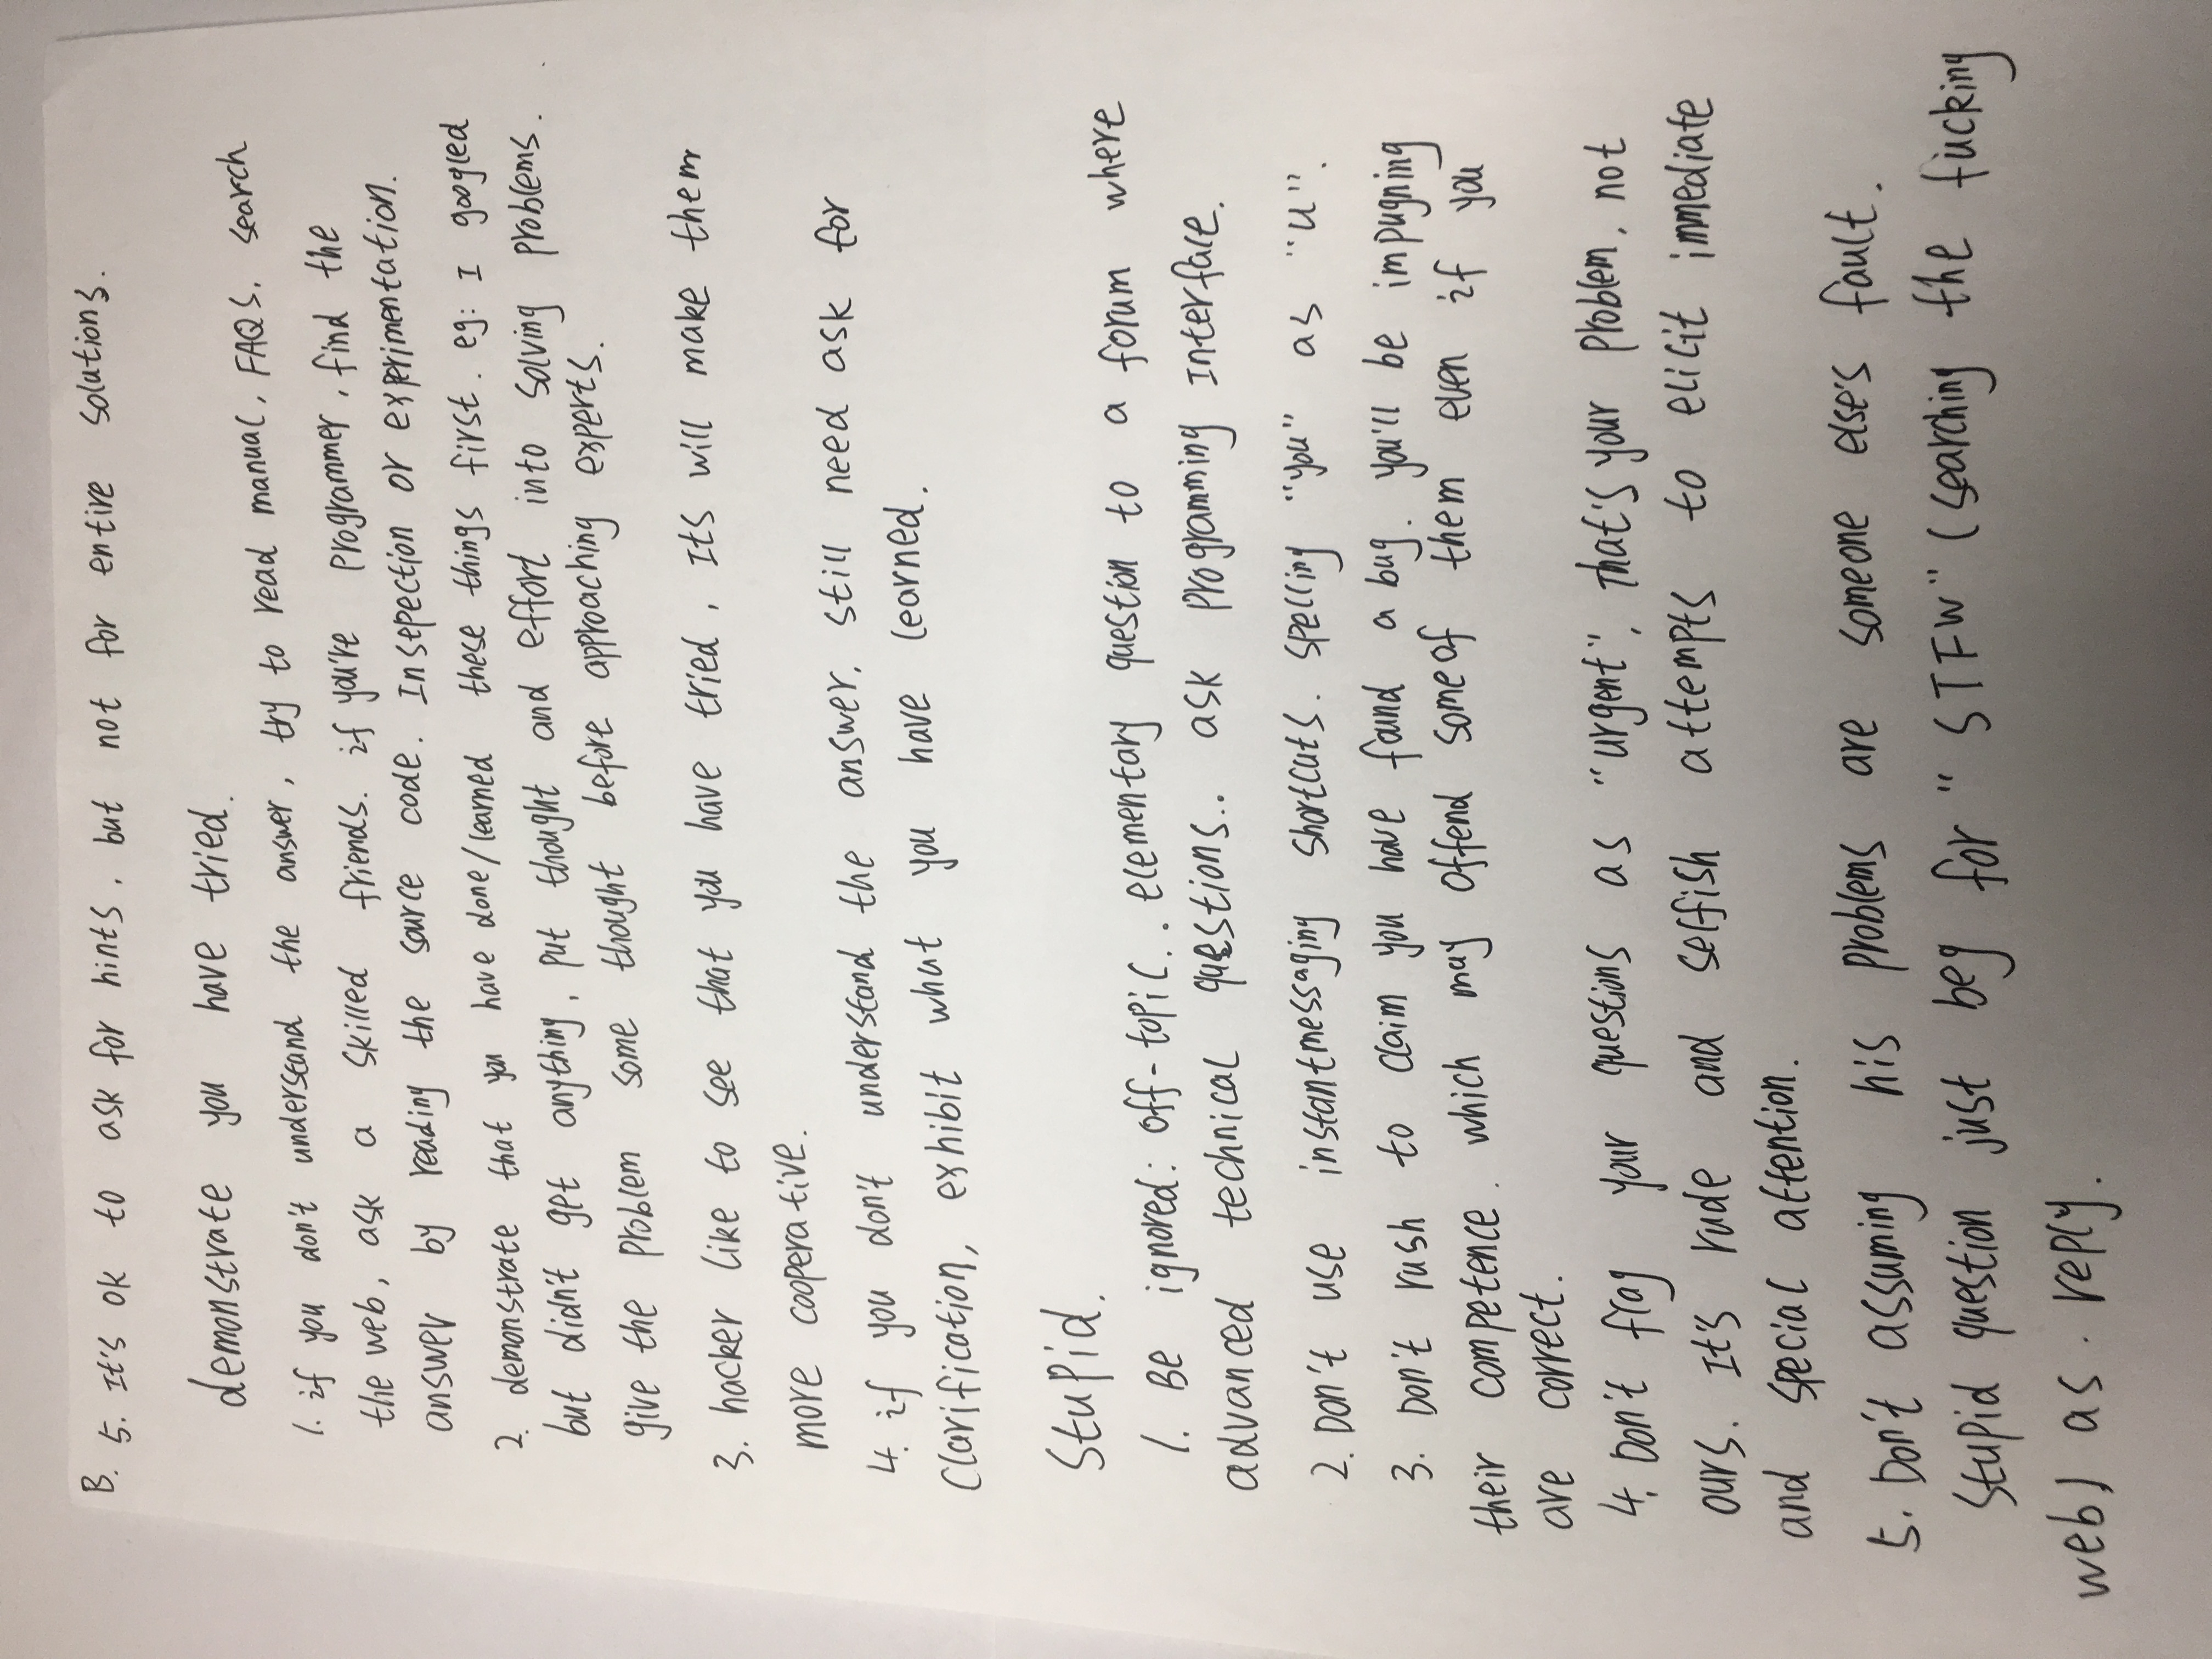 B. 5. It's ok to ask for hints, but not for entire solutions.
demonstrate you have tried.
1. if you don't understand the answer, try to read manual, FAQS, search
the web, ask a skilled friends. if you're programmer, find the
answer by reading the source code. Insepection or experimentation.
2. demonstrate that you have done/learned these things first. eg: I googled
but didn't get anything, put thought and effort into solving problems.
give the problem some thought before approaching experts.
3. hacker like to see that you have tried, Its will make them
more cooperative.
4. if you don't understand the answer. still need ask for
Clarification, exhibit what you have learned.
Stupid.
1. Be ignored: off-topic.. elementary question to a forum where
advanced technical questions.. ask programming Interface.
2. Don't use instantmessaging shortcuts. spelling "you" as "u".
3. Don't rush to claim you have found a bug. you'll be impugning
their competence. which may offend some of them even if you
are correct.
4. Don't flag your questions as "urgent", That's your problem, not
ours. It's rude and selfish attempts to elicit immediate
and special attention.
5. Don't assuming his problems are someone else's fault.
Stupid question just beg for "STFW" (searching the fucking
web) as. reply.